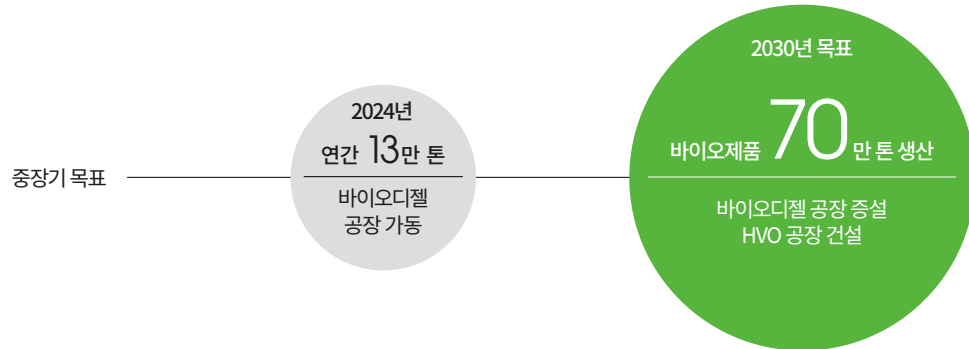 중장기 목표
2024년
연간 13만 톤
바이오디젤
공장 가동
2030년 목표
바이오제품 70만 톤 생산
바이오디젤 공장 증설
HVO 공장 건설